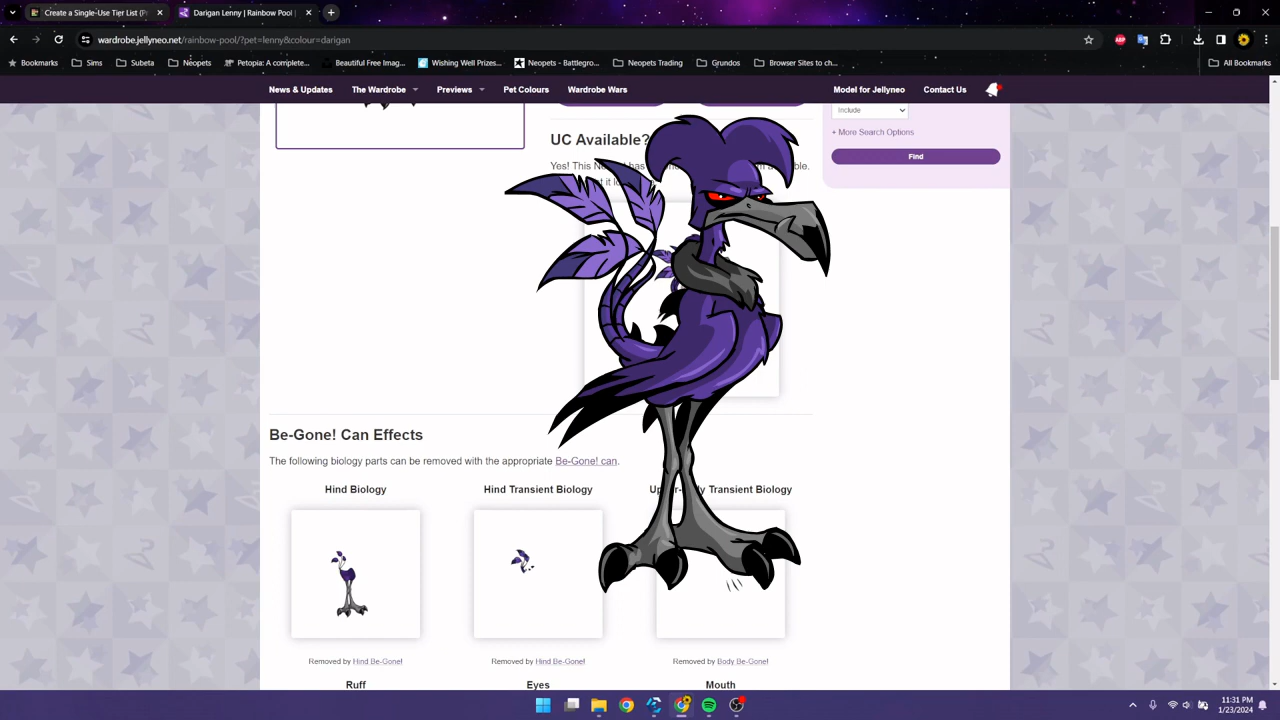 Create a Single-Use Tier List (P
Darigan Lenny | Rainbow Pool |
wardrobe.jellyneo.net/rainbow-pool/?pet=lenny&colour=darigan
Bookmarks
Sims
Subeta
Neopets
Petopia: A complete...
Beautiful Free Imag...
Wishing Well Prizes...
Neopets - Battlegro...
Neopets Trading
Grundos
Browser Sites to ch...
All Bookmarks
News & Updates
The Wardrobe
Previews
Pet Colours
Wardrobe Wars
Model for Jellyneo
Contact Us
Include
+ More Search Options
Find
UC Available?
Yes! This
has
Be-Gone! Can Effects
The following biology parts can be removed with the appropriate Be-Gone! can.
Hind Biology
Hind Transient Biology
Transient Biology
Removed by Hind Be-Gone!
Removed by Hind Be-Gone!
Removed by Body Be-Gone!
Ruff
Eyes
Mouth
11:31 PM
1/23/2024